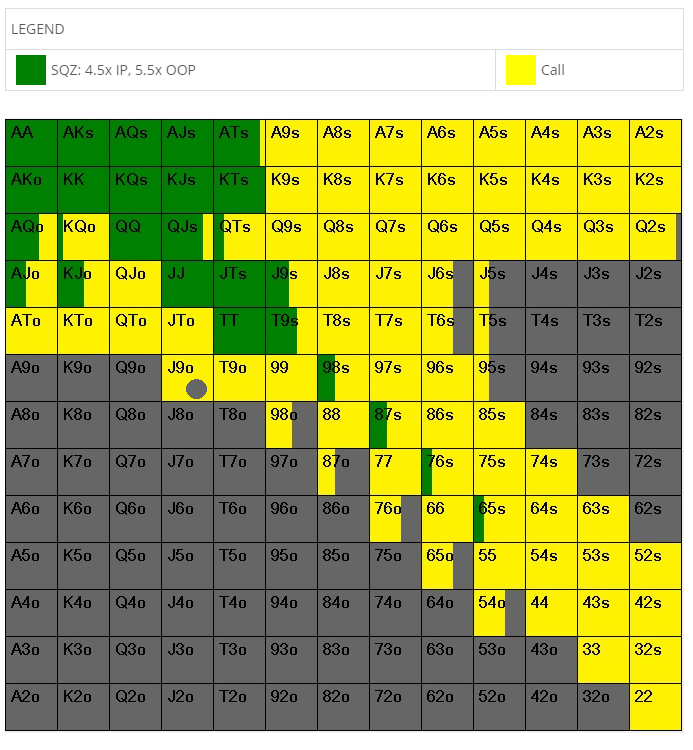 LEGEND
SQZ: 4.5x IP, 5.5x OOP Call
AA AKs AQs AJs ATs A9s A8s A7s A6s A5s A4s A3s A2s
AKo KK KQs KJs KTs K9s K8s K7s K6s K5s K4s K3s K2s
AQo KQo QQ QJs QTs Q9s Q8s Q7s Q6s Q5s Q4s Q3s Q2s
AJo KJo QJo JJ JTs J9s J8s J7s J6s J5s J4s J3s J2s
ATo KTo QTo JTo TT T9s T8s T7s T6s T5s T4s T3s T2s
A9o K9o Q9o J9o T9o 99 98s 97s 96s 95s 94s 93s 92s
A8o K8o Q8o J8o T8o 98o 88 87s 86s 85s 84s 83s 82s
A7o K7o Q7o J7o T7o 97o 87o 77 76s 75s 74s 73s 72s
A6o K6o Q6o J6o T6o 96o 86o 76o 66 65s 64s 63s 62s
A5o K5o Q5o J5o T5o 95o 85o 75o 65o 55 54s 53s 52s
A4o K4o Q4o J4o T4o 94o 84o 74o 64o 54o 44 43s 42s
A3o K3o Q3o J3o T3o 93o 83o 73o 63o 53o 43o 33 32s
A2o K2o Q2o J2o T2o 92o 82o 72o 62o 52o 42o 32o 22